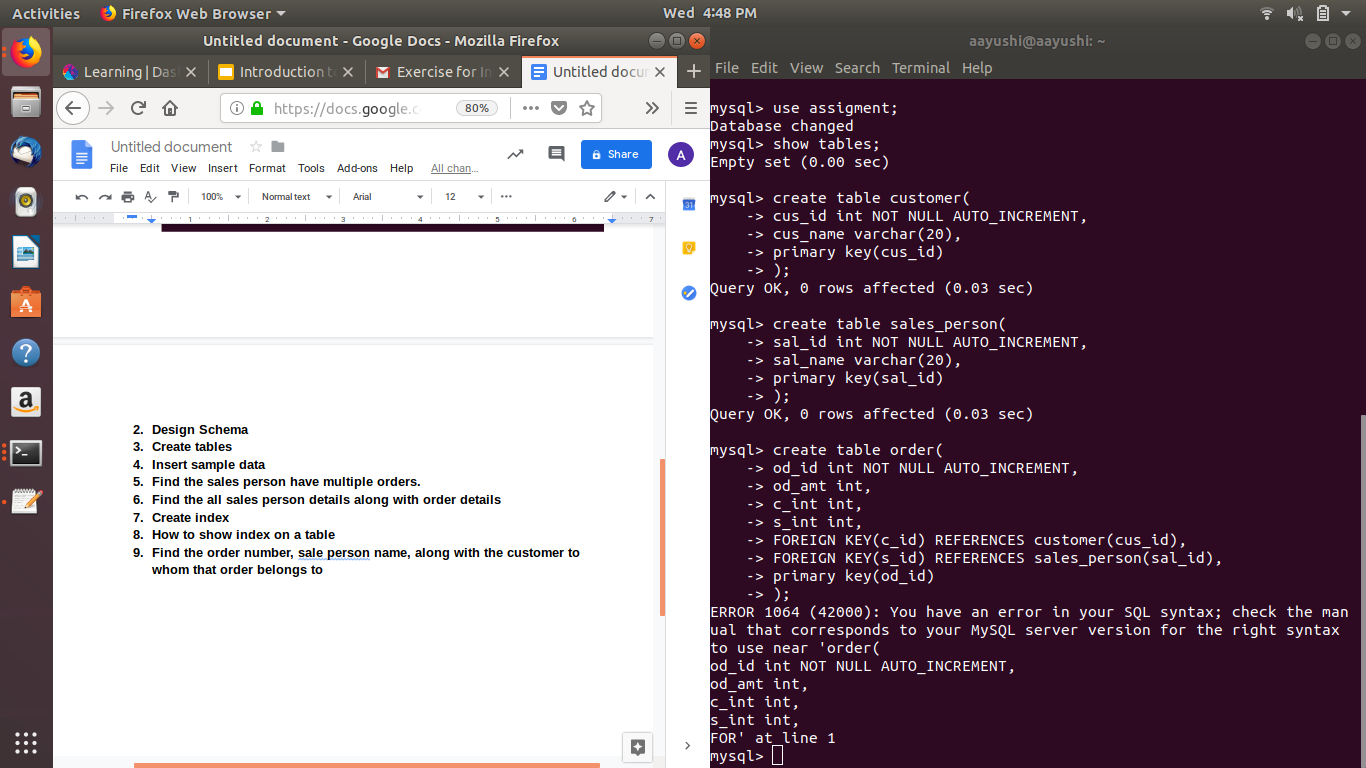 Activities
Firefox Web Browser
Wed 4:48 PM
Untitled document - Google Docs - Mozilla Firefox
Learning | Das
Introduction t
Exercise for In
Untitled docu
https://docs.google.c
80%
Untitled document
File Edit View Insert Format Tools Add-ons Help All chan...
Share
A
100% Normal text Arial 12
1 2 3 4 5 6 7
31
2. Design Schema
3. Create tables
4. Insert sample data
5. Find the sales person have multiple orders.
6. Find the all sales person details along with order details
7. Create index
8. How to show index on a table
9. Find the order number, sale person name, along with the customer to
whom that order belongs to
aayushi@aayushi: ~
File Edit View Search Terminal Help
mysql> use assigment;
Database changed
mysql> show tables;
Empty set (0.00 sec)
mysql> create table customer(
-> cus_id int NOT NULL AUTO_INCREMENT,
-> cus_name varchar(20),
-> primary key(cus_id)
-> );
Query OK, 0 rows affected (0.03 sec)
mysql> create table sales_person(
-> sal_id int NOT NULL AUTO_INCREMENT,
-> sal_name varchar(20),
-> primary key(sal_id)
-> );
Query OK, 0 rows affected (0.03 sec)
mysql> create table order(
-> od_id int NOT NULL AUTO_INCREMENT,
-> od_amt int,
-> c_int int,
-> s_int int,
-> FOREIGN KEY(c_id) REFERENCES customer(cus_id),
-> FOREIGN KEY(s_id) REFERENCES sales_person(sal_id),
-> primary key(od_id)
-> );
ERROR 1064 (42000): You have an error in your SQL syntax; check the man
ual that corresponds to your MySQL server version for the right syntax
to use near 'order(
od_id int NOT NULL AUTO_INCREMENT,
od_amt int,
c_int int,
s_int int,
FOR' at line 1
mysql>